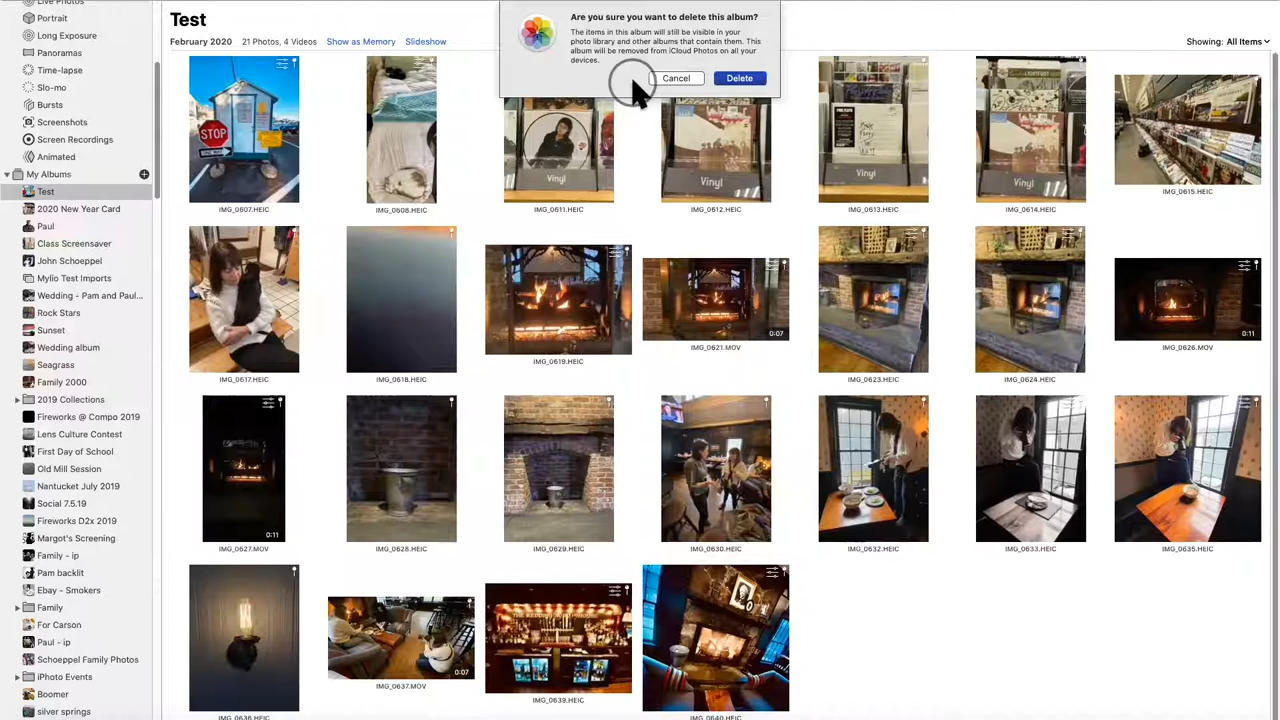 Live Photos
Portrait
Long Exposure
Panoramas
Time-lapse
Slo-mo
Bursts
Screenshots
Screen Recordings
Animated
My Albums
Test
2020 New Year Card
Paul
Class Screensaver
John Schoeppel
Mylio Test Imports
Wedding - Pam and Paul...
Rock Stars
Sunset
Wedding album
Seagrass
Family 2000
2019 Collections
Fireworks @ Compo 2019
Lens Culture Contest
First Day of School
Old Mill Session
Nantucket July 2019
Social 7.5.19
Fireworks D2x 2019
Margot's Screening
Family - ip
Pam backlit
Ebay - Smokers
Family
For Carson
Paul - ip
Schoeppel Family Photos
iPhoto Events
Boomer
silver springs
Test
February 2020 21 Photos, 4 Videos Show as Memory Slideshow
Showing: All Items
Are you sure you want to delete this album?
The items in this album will still be visible in your
photo library and other albums that contain them. This
album will be removed from iCloud Photos on all your
devices.
Cancel Delete
STOP
Vinyl
Vinyl
Vinyl
Vinyl
IMG_0607.HEIC IMG_0608.HEIC IMG_0611.HEIC IMG_0612.HEIC IMG_0613.HEIC IMG_0614.HEIC IMG_0615.HEIC
0:07
0:11
IMG_0617.HEIC IMG_0618.HEIC IMG_0619.HEIC IMG_0621.MOV IMG_0623.HEIC IMG_0624.HEIC IMG_0626.MOV
0:11
IMG_0627.MOV IMG_0628.HEIC IMG_0629.HEIC IMG_0630.HEIC IMG_0632.HEIC IMG_0633.HEIC IMG_0635.HEIC
0:07
IMG_0636.HEIC IMG_0637.MOV IMG_0639.HEIC IMG_0640.HEIC